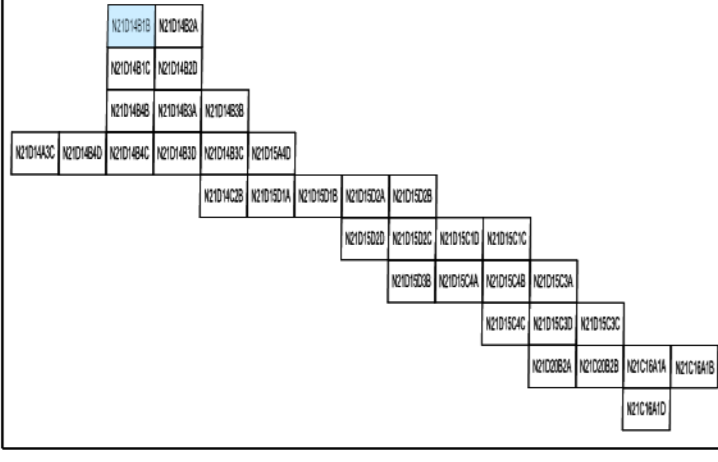 N21D14B1B N21D14B2A
N21D14B1C N21D14B2D
N21D14B4B N21D14B3A N21D14B3B
N21D14A3C N21D14B4D N21D14B4C N21D14B3D N21D14B3C N21D15A4D
N21D14C2B N21D15D1A N21D15D1B N21D15D2A N21D15D2B
N21D15D2D N21D15D2C N21D15C1D N21D15C1C
N21D15D3B N21D15C4A N21D15C4B N21D15C3A
N21D15C4C N21D15C3D N21D15C3C
N21D20B2A N21D20B2B N21C16A1A N21C16A1B
N21C16A1D